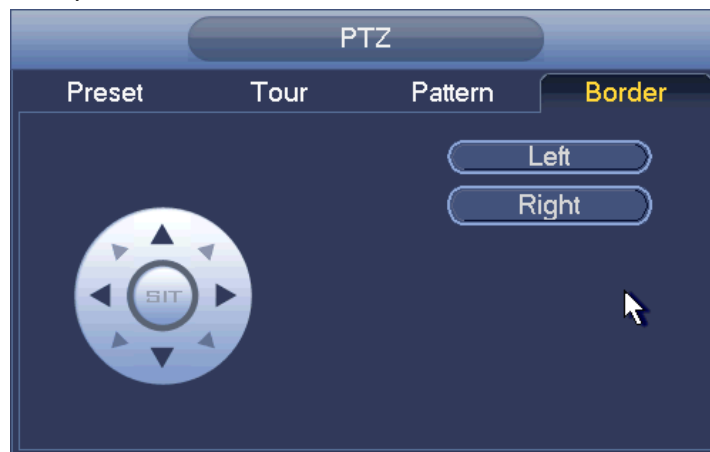 PTZ
Preset Tour Pattern Border
Left
Right
SIT